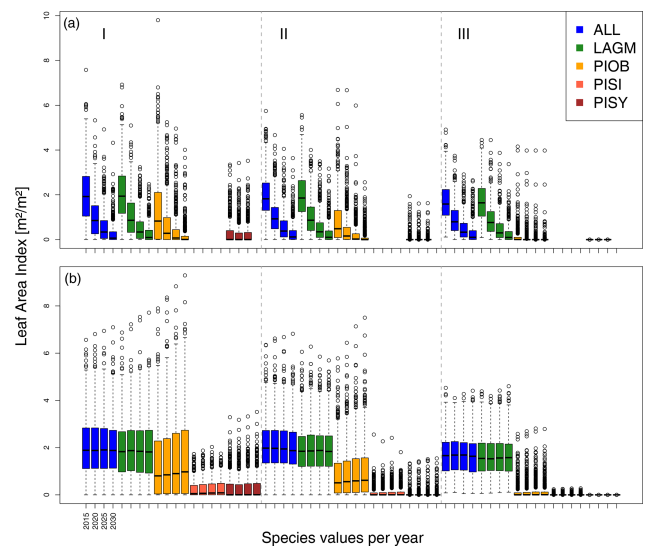 (a)
I
II
III
ALL
LAGM
PIOB
PISI
PISY
10
8
6
4
2
0
Leaf Area Index [m²/m²]
(b)
8
6
4
2
0
2015
2020
2025
2030
Species values per year